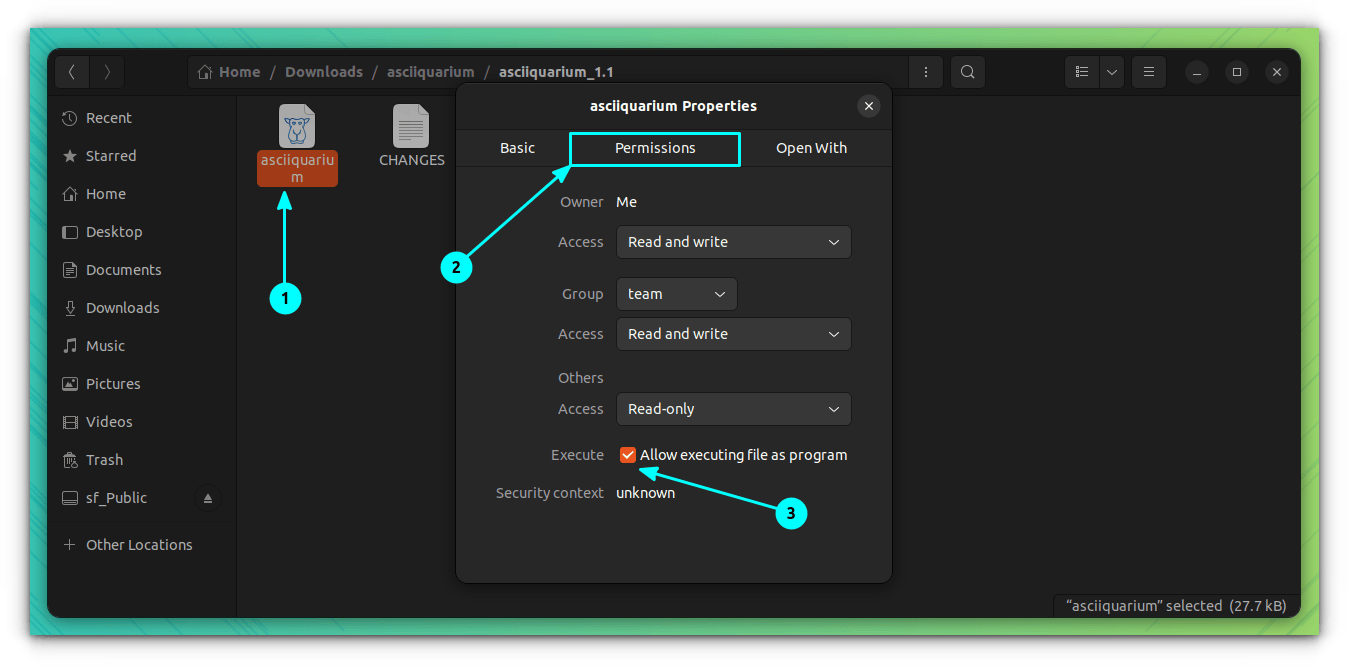 Home / Downloads / asciiquarium / asciiquarium_1.1
Recent
Starred
Home
Desktop
Documents
Downloads
Music
Pictures
Videos
Trash
sf_Public
Other Locations
asciiquariu
m
CHANGES
1
asciiquarium Properties
Basic Permissions Open With
2
Owner Me
Access Read and write
Group team
Access Read and write
Others
Access Read-only
Execute Allow executing file as program
Security context unknown
3
“asciiquarium” selected (27.7 kB)